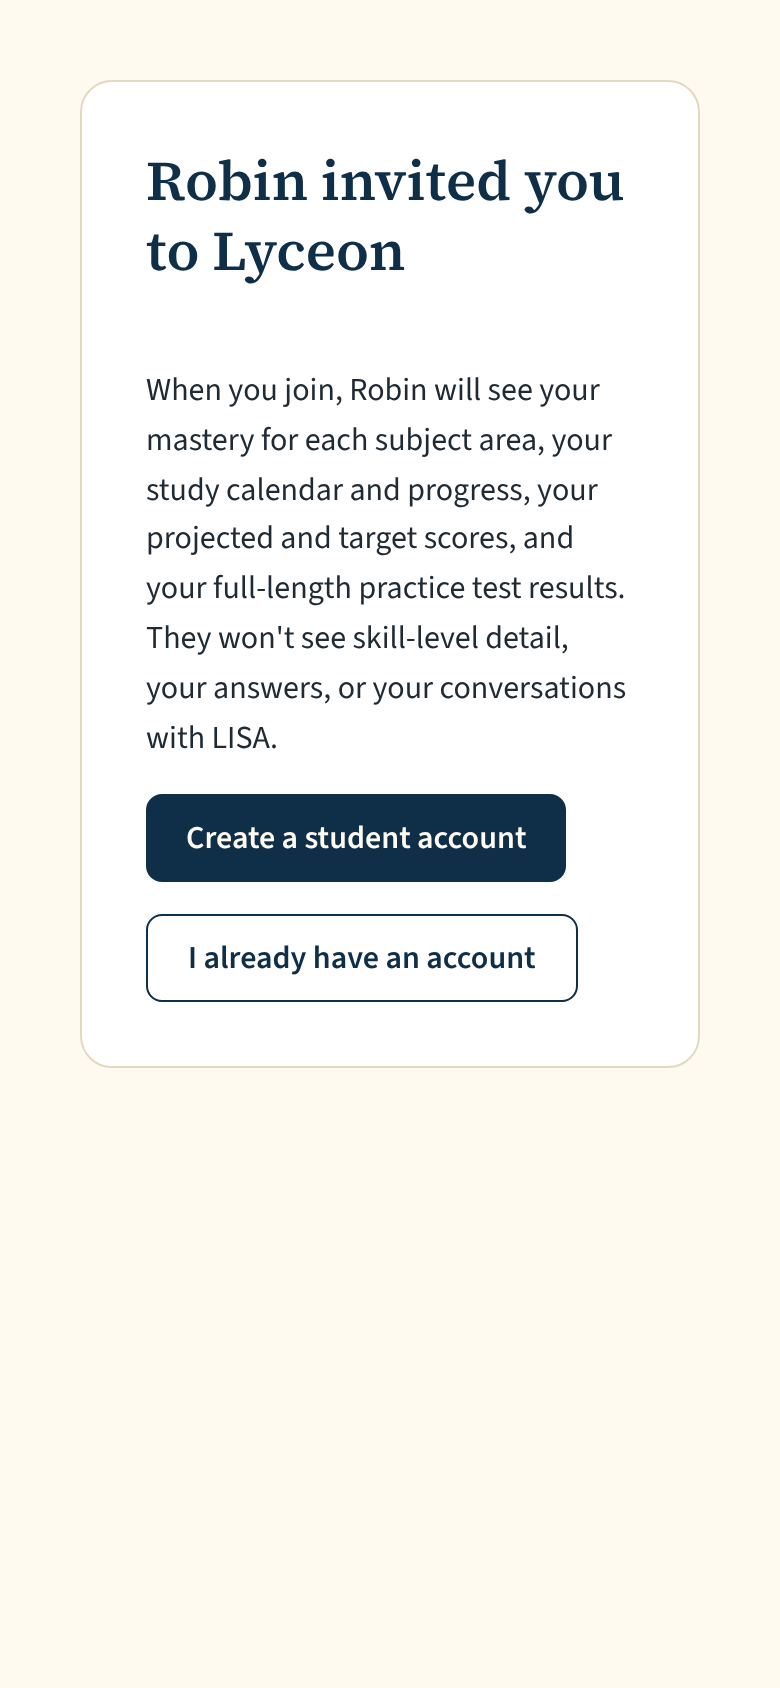 Robin invited you
to Lyceon
When you join, Robin will see your
mastery for each subject area, your
study calendar and progress, your
projected and target scores, and
your full-length practice test results.
They won't see skill-level detail,
your answers, or your conversations
with LISA.
Create a student account
I already have an account